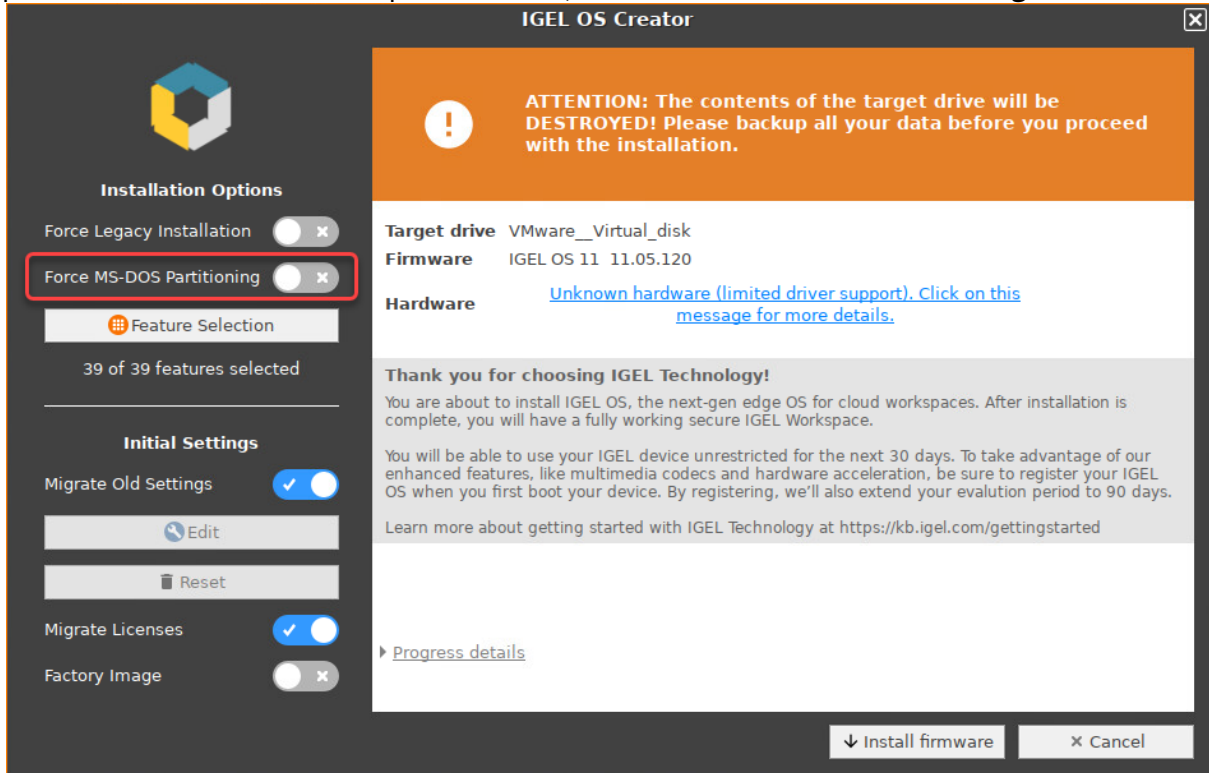 IGEL OS Creator
ATTENTION: The contents of the target drive will be
DESTROYED! Please backup all your data before you proceed
with the installation.
Installation Options
Force Legacy Installation
Force MS-DOS Partitioning
Feature Selection
39 of 39 features selected
Initial Settings
Migrate Old Settings
Edit
Reset
Migrate Licenses
Factory Image
Target drive VMware__Virtual_disk
Firmware IGEL OS 11 11.05.120
Hardware Unknown hardware (limited driver support). Click on this
message for more details.
Thank you for choosing IGEL Technology!
You are about to install IGEL OS, the next-gen edge OS for cloud workspaces. After installation is
complete, you will have a fully working secure IGEL Workspace.
You will be able to use your IGEL device unrestricted for the next 30 days. To take advantage of our
enhanced features, like multimedia codecs and hardware acceleration, be sure to register your IGEL
OS when you first boot your device. By registering, we'll also extend your evalution period to 90 days.
Learn more about getting started with IGEL Technology at https://kb.igel.com/gettingstarted
Progress details
Install firmware
Cancel